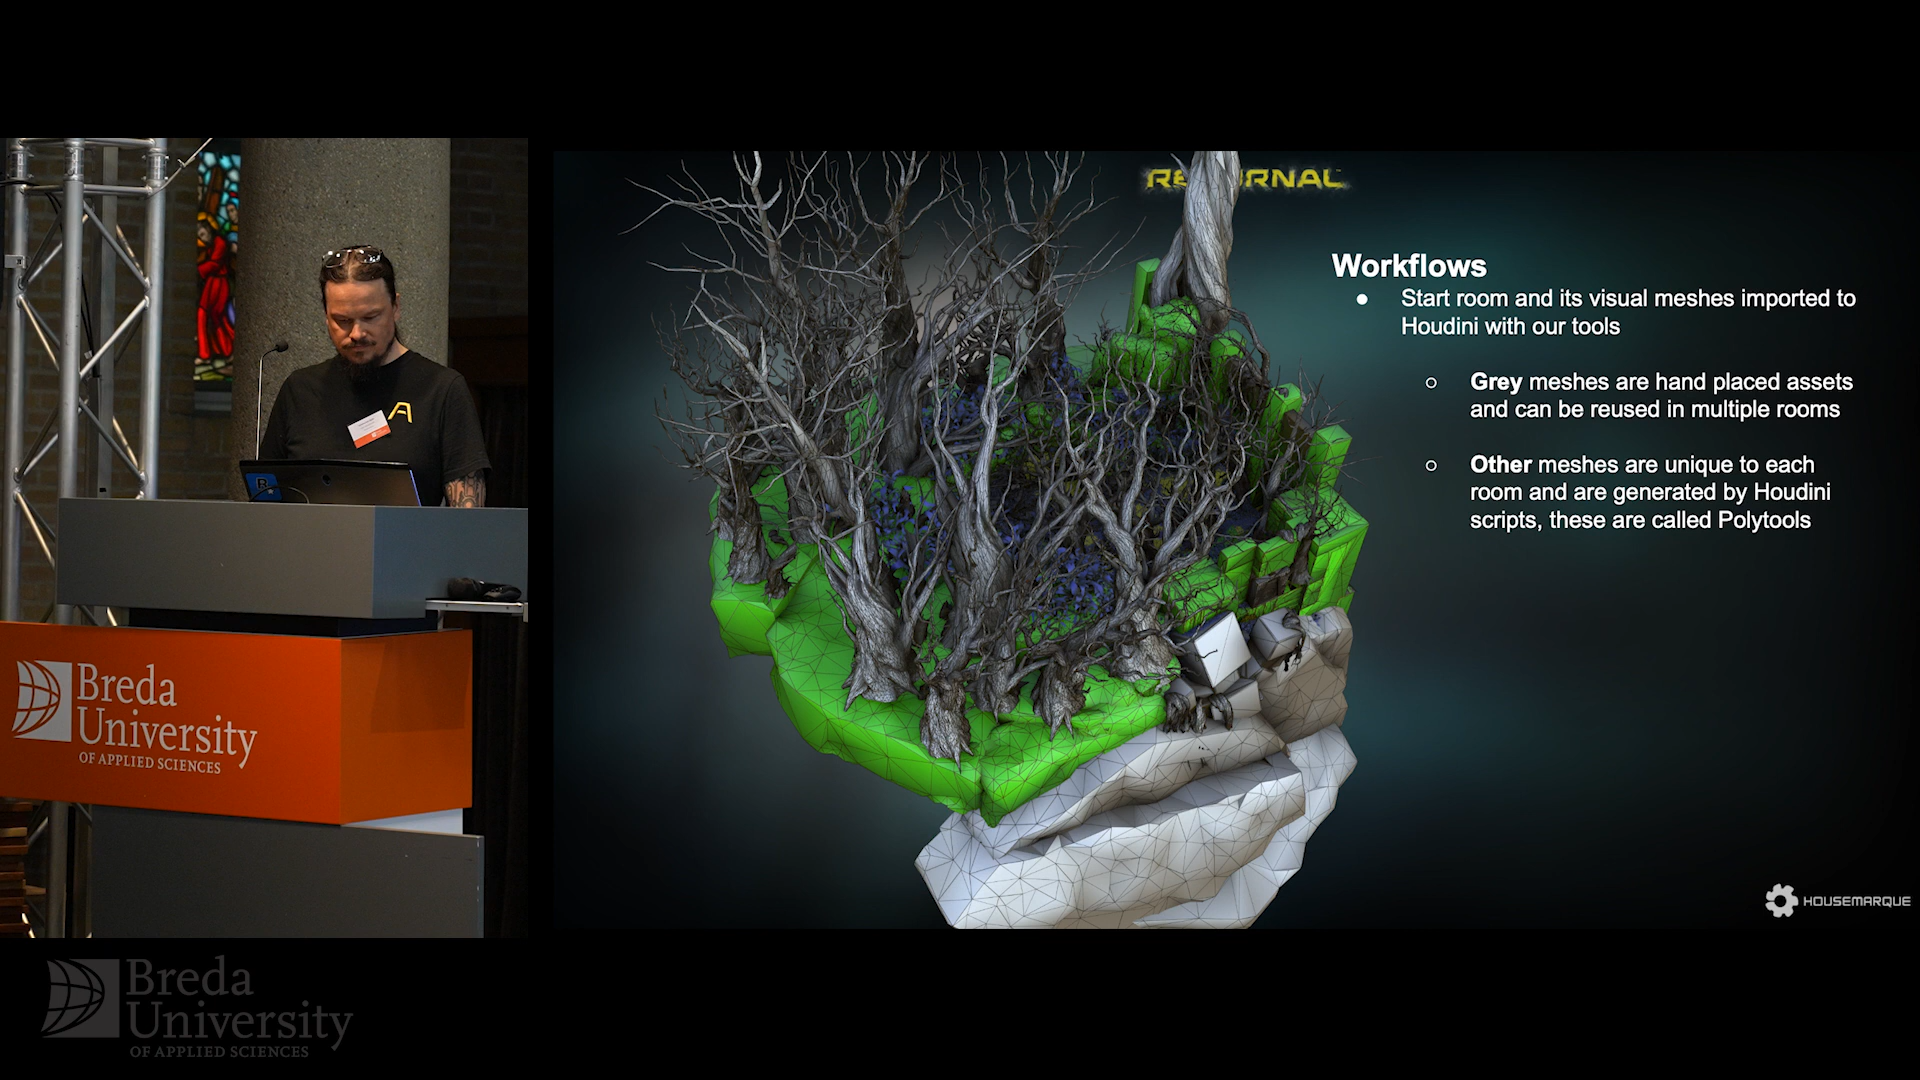 RETURNAL
Workflows
Start room and its visual meshes imported to
Houdini with our tools
Grey meshes are hand placed assets
and can be reused in multiple rooms
Other meshes are unique to each
room and are generated by Houdini
scripts, these are called Polytools
HOUSEMARQUE
Breda
University
OF APPLIED SCIENCES
Breda
University
OF APPLIED SCIENCES